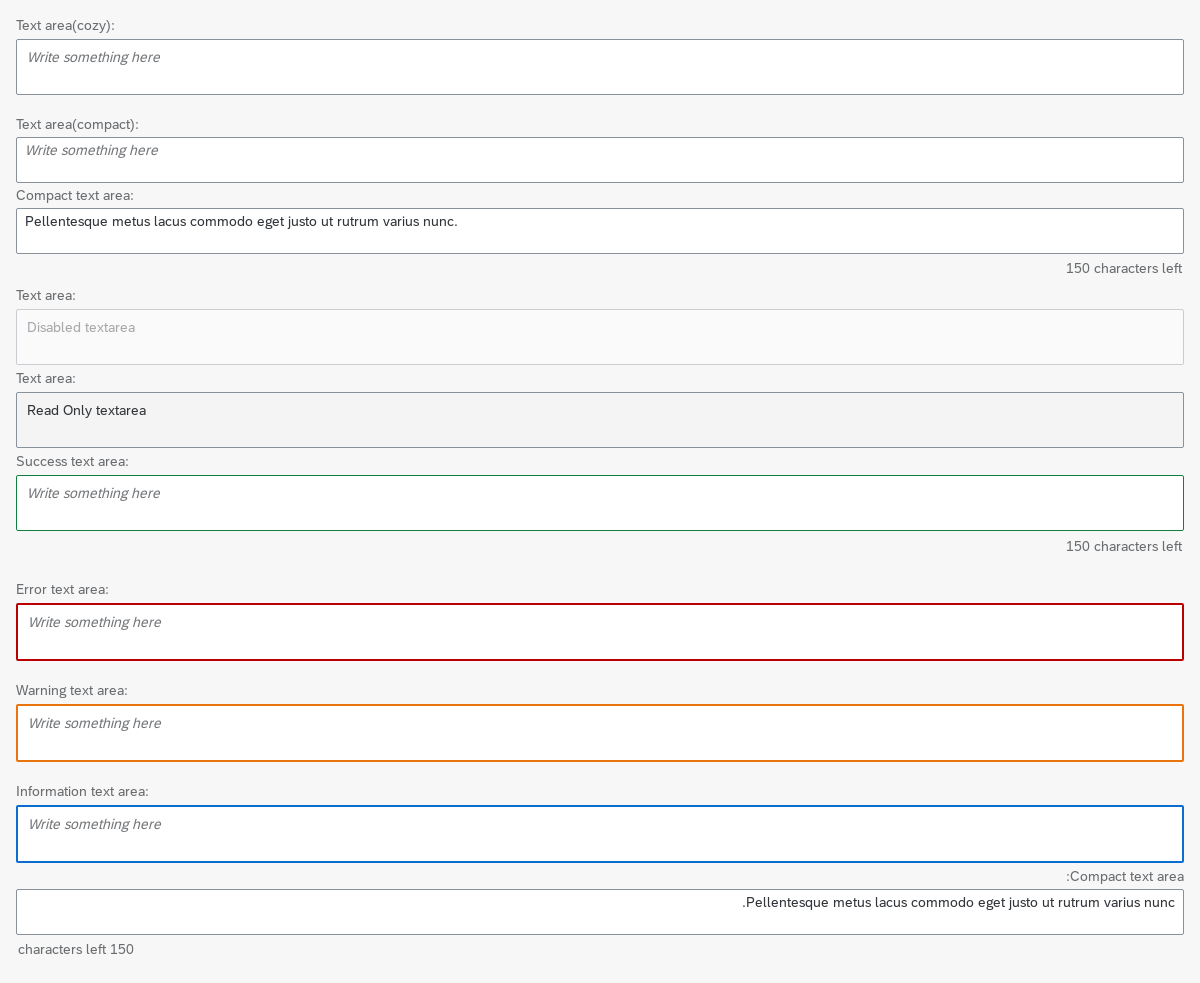 Text area(cozy):
Write something here
Text area(compact):
Write something here
Compact text area:
Pellentesque metus lacus commodo eget justo ut rutrum varius nunc.
150 characters left
Text area:
Disabled textarea
Text area:
Read Only textarea
Success text area:
Write something here
150 characters left
Error text area:
Write something here
Warning text area:
Write something here
Information text area:
Write something here
:Compact text area
.Pellentesque metus lacus commodo eget justo ut rutrum varius nunc
characters left 150